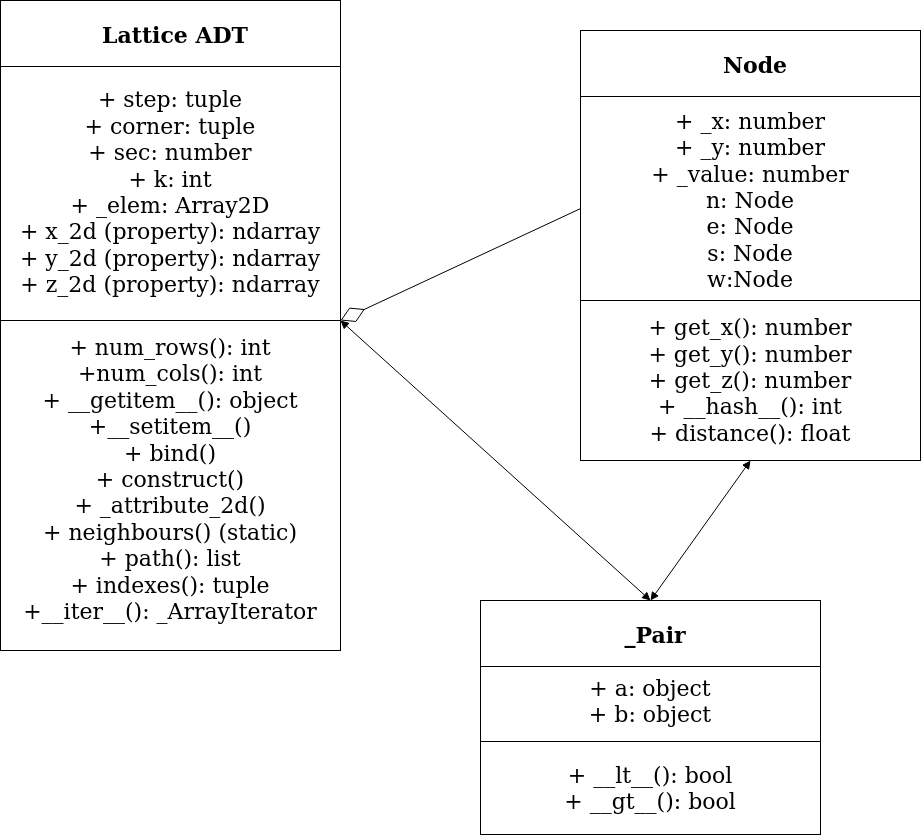 Lattice ADT
+ step: tuple
+ corner: tuple
+ sec: number
+ k: int
+ _elem: Array2D
+ x_2d (property): ndarray
+ y_2d (property): ndarray
+ z_2d (property): ndarray
+ num_rows(): int
+num_cols(): int
+ __getitem__(): object
+__setitem__()
+ bind()
+ construct()
+ _attribute_2d()
+ neighbours() (static)
+ path(): list
+ indexes(): tuple
+__iter__(): _ArrayIterator
Node
+ _x: number
+ _y: number
+ _value: number
n: Node
e: Node
s: Node
w:Node
+ get_x(): number
+ get_y(): number
+ get_z(): number
+ __hash__(): int
+ distance(): float
_Pair
+ a: object
+ b: object
+ __lt__(): bool
+ __gt__(): bool